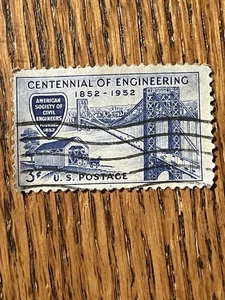 CENTENNIAL OF ENGINEERING
1852-1952
AMERICAN
SOCIETY OF
CIVIL
ENGINEERS
FOUNDED
1852
3¢
U.S. POSTAGE